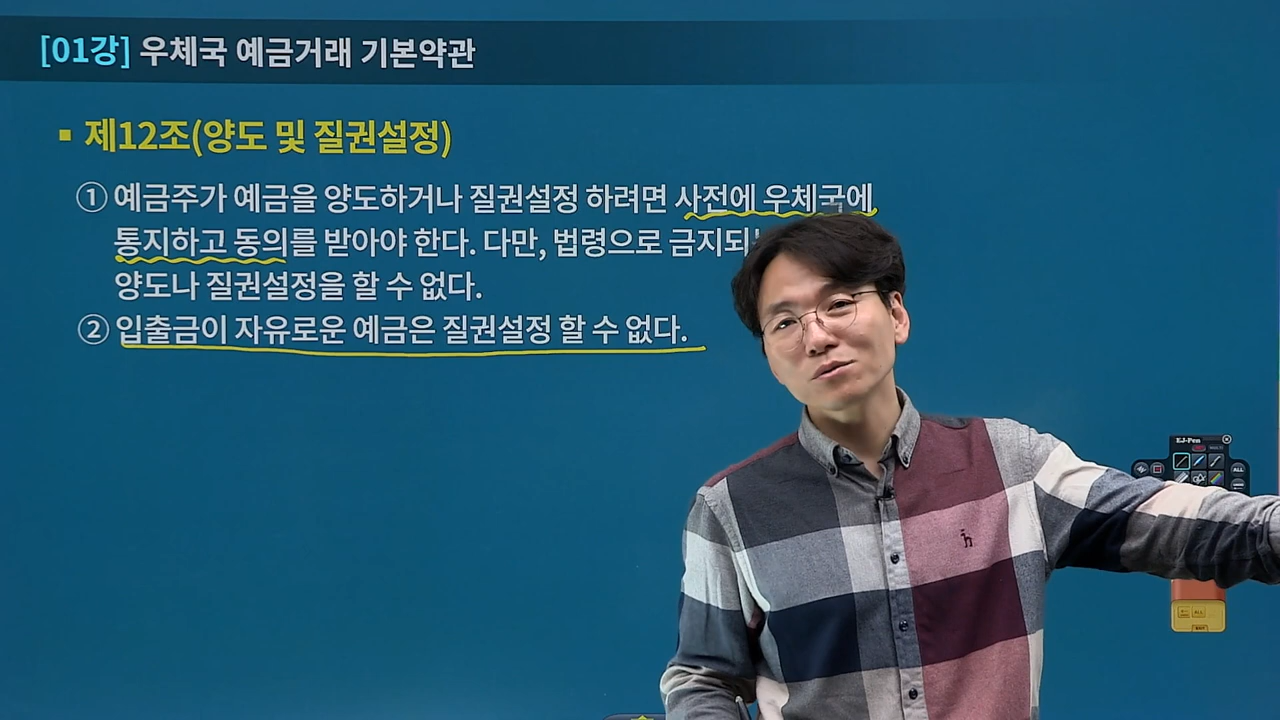 [01강] 우체국 예금거래 기본약관
▪ 제12조(양도 및 질권설정)
① 예금주가 예금을 양도하거나 질권설정 하려면 사전에 우체국에
통지하고 동의를 받아야 한다. 다만, 법령으로 금지되
양도나 질권설정을 할 수 없다.
② 입출금이 자유로운 예금은 질권설정 할 수 없다.
EJ-Pen
ALL
ĥ